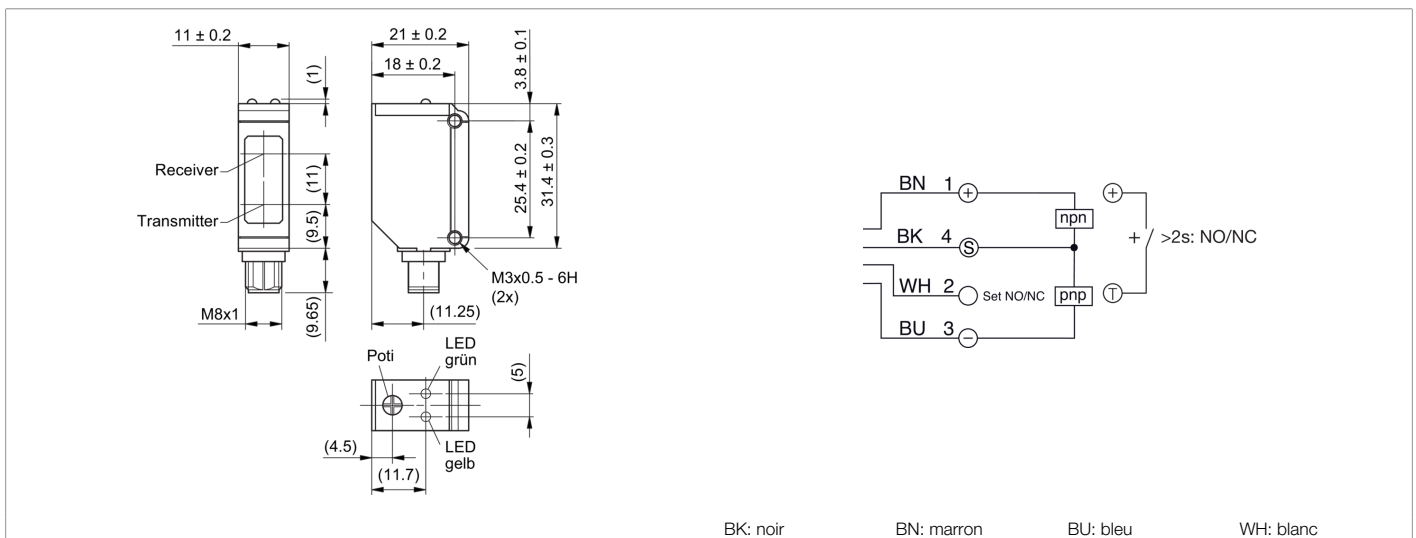 11 ± 0.2
21 ± 0.2
18 ± 0.2
3.8 ± 0.1
(1)
Receiver
(11)
25.4 ± 0.2
31.4 ± 0.3
Transmitter
(9.5)
M3x0.5 - 6H
(2x)
M8x1
(9.65)
(11.25)
Poti
LED
grün
(5)
(4.5)
LED
gelb
(11.7)
BN 1 +
+
npn
BK 4 S
+ >2s: NO/NC
WH 2 Set NO/NC pnp T
BU 3 −
BK: noir BN: marron BU: bleu WH: blanc